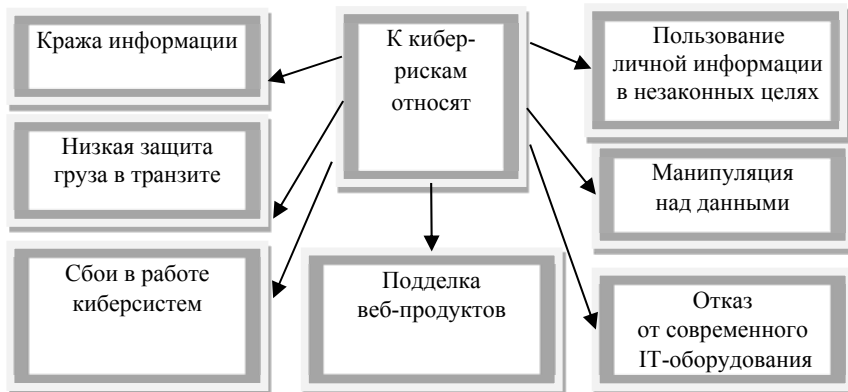 Кража информации
К кибер-
рискам
относят
Пользование
личной информации
в незаконных целях
Низкая защита
груза в транзите
Манипуляция
над данными
Сбои в работе
киберсистем
Подделка
веб-продуктов
Отказ
от современного
IT-оборудования